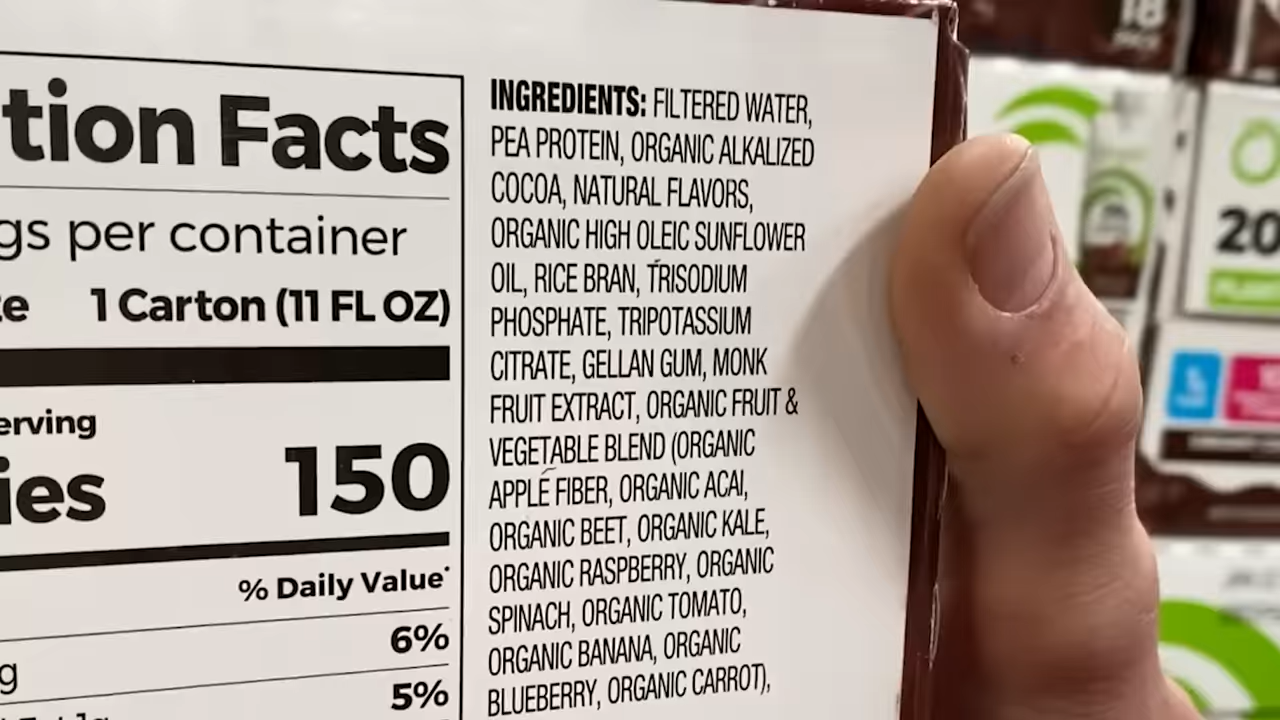 tion Facts
gs per container
1 Carton (11 FL OZ)
erving
ies 150
% Daily Value*
6%
g
5%
INGREDIENTS: FILTERED WATER,
PEA PROTEIN, ORGANIC ALKALIZED
COCOA, NATURAL FLAVORS,
ORGANIC HIGH OLEIC SUNFLOWER
OIL, RICE BRAN, TRISODIUM
PHOSPHATE, TRIPOTASSIUM
CITRATE, GELLAN GUM, MONK
FRUIT EXTRACT, ORGANIC FRUIT &
VEGETABLE BLEND (ORGANIC
APPLE FIBER, ORGANIC ACAI,
ORGANIC BEET, ORGANIC KALE,
ORGANIC RASPBERRY, ORGANIC
SPINACH, ORGANIC TOMATO,
ORGANIC BANANA, ORGANIC
BLUEBERRY, ORGANIC CARROT),
18
20